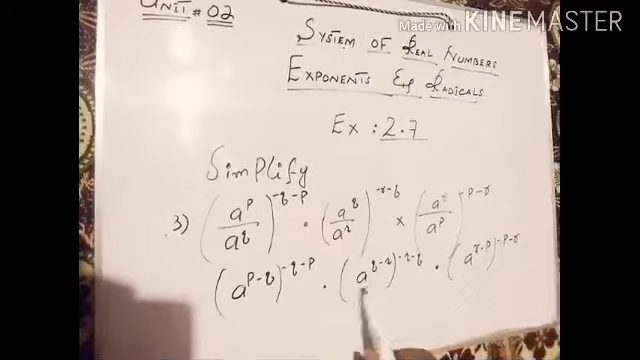 UNIT # 02
Made with KINEMASTER
SYSTEM OF REAL NUMBERS
EXPONENTS & RADICALS
Ex : 2.7
Simplify
3) (a^p/a^q)^{-q-p} · (a^q/a^r)^{-r-q} × (a^r/a^p)^{-p-r}
(a^{p-q})^{-q-p} · (a^{q-r})^{-r-q} · (a^{r-p})^{-p-r}